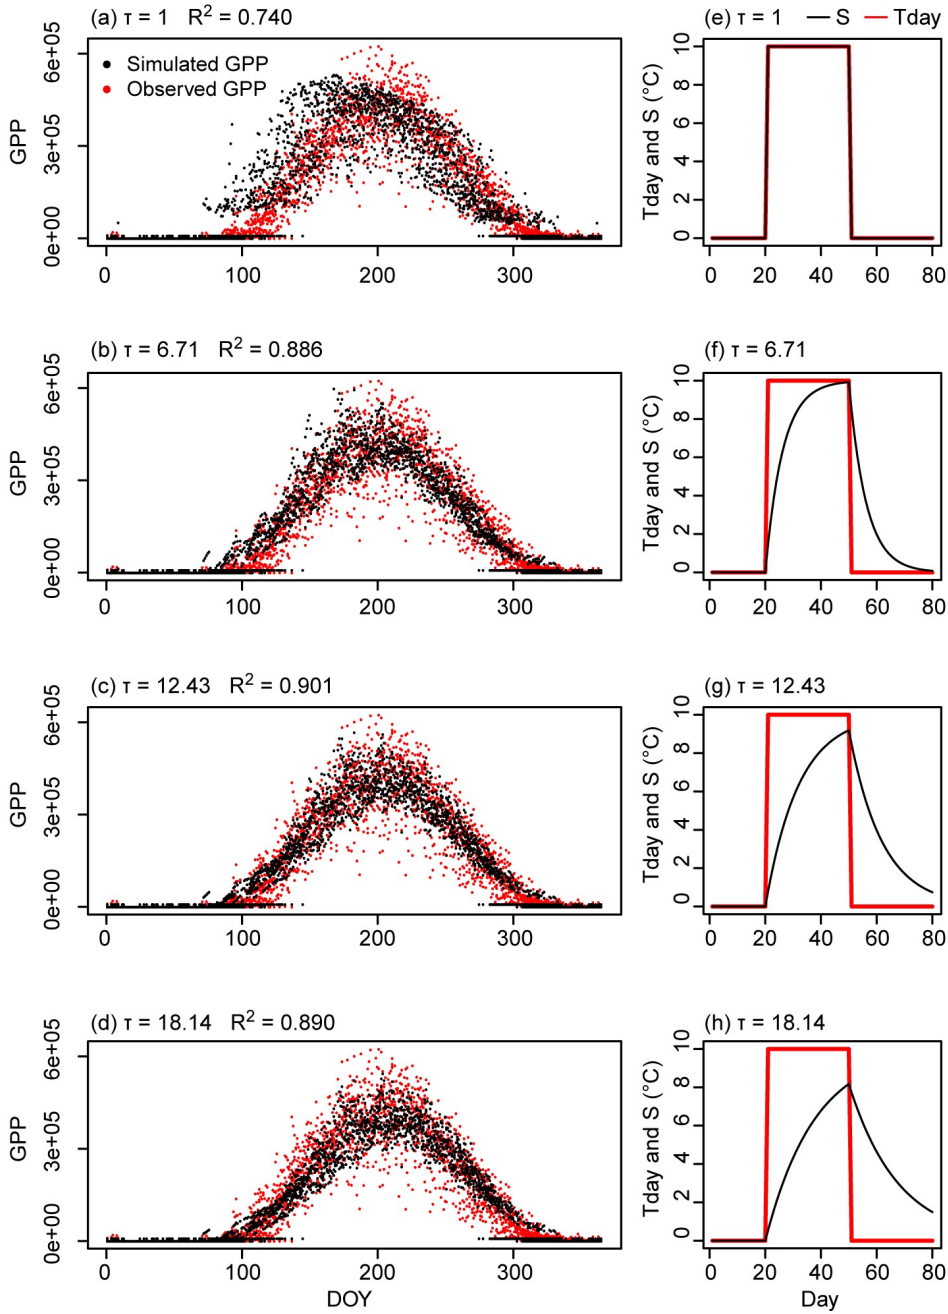 (a) τ = 1 R² = 0.740
6e+05
3e+05
0e+00
GPP
Simulated GPP
Observed GPP
0 100 200 300
(e) τ = 1 S Tday
10
8
6
4
2
0
Tday and S (°C)
0 20 40 60 80
(b) τ = 6.71 R² = 0.886
6e+05
3e+05
0e+00
GPP
0 100 200 300
(f) τ = 6.71
10
8
6
4
2
0
Tday and S (°C)
0 20 40 60 80
(c) τ = 12.43 R² = 0.901
6e+05
3e+05
0e+00
GPP
0 100 200 300
(g) τ = 12.43
10
8
6
4
2
0
Tday and S (°C)
0 20 40 60 80
(d) τ = 18.14 R² = 0.890
6e+05
3e+05
0e+00
GPP
0 100 200 300
DOY
(h) τ = 18.14
10
8
6
4
2
0
Tday and S (°C)
0 20 40 60 80
Day